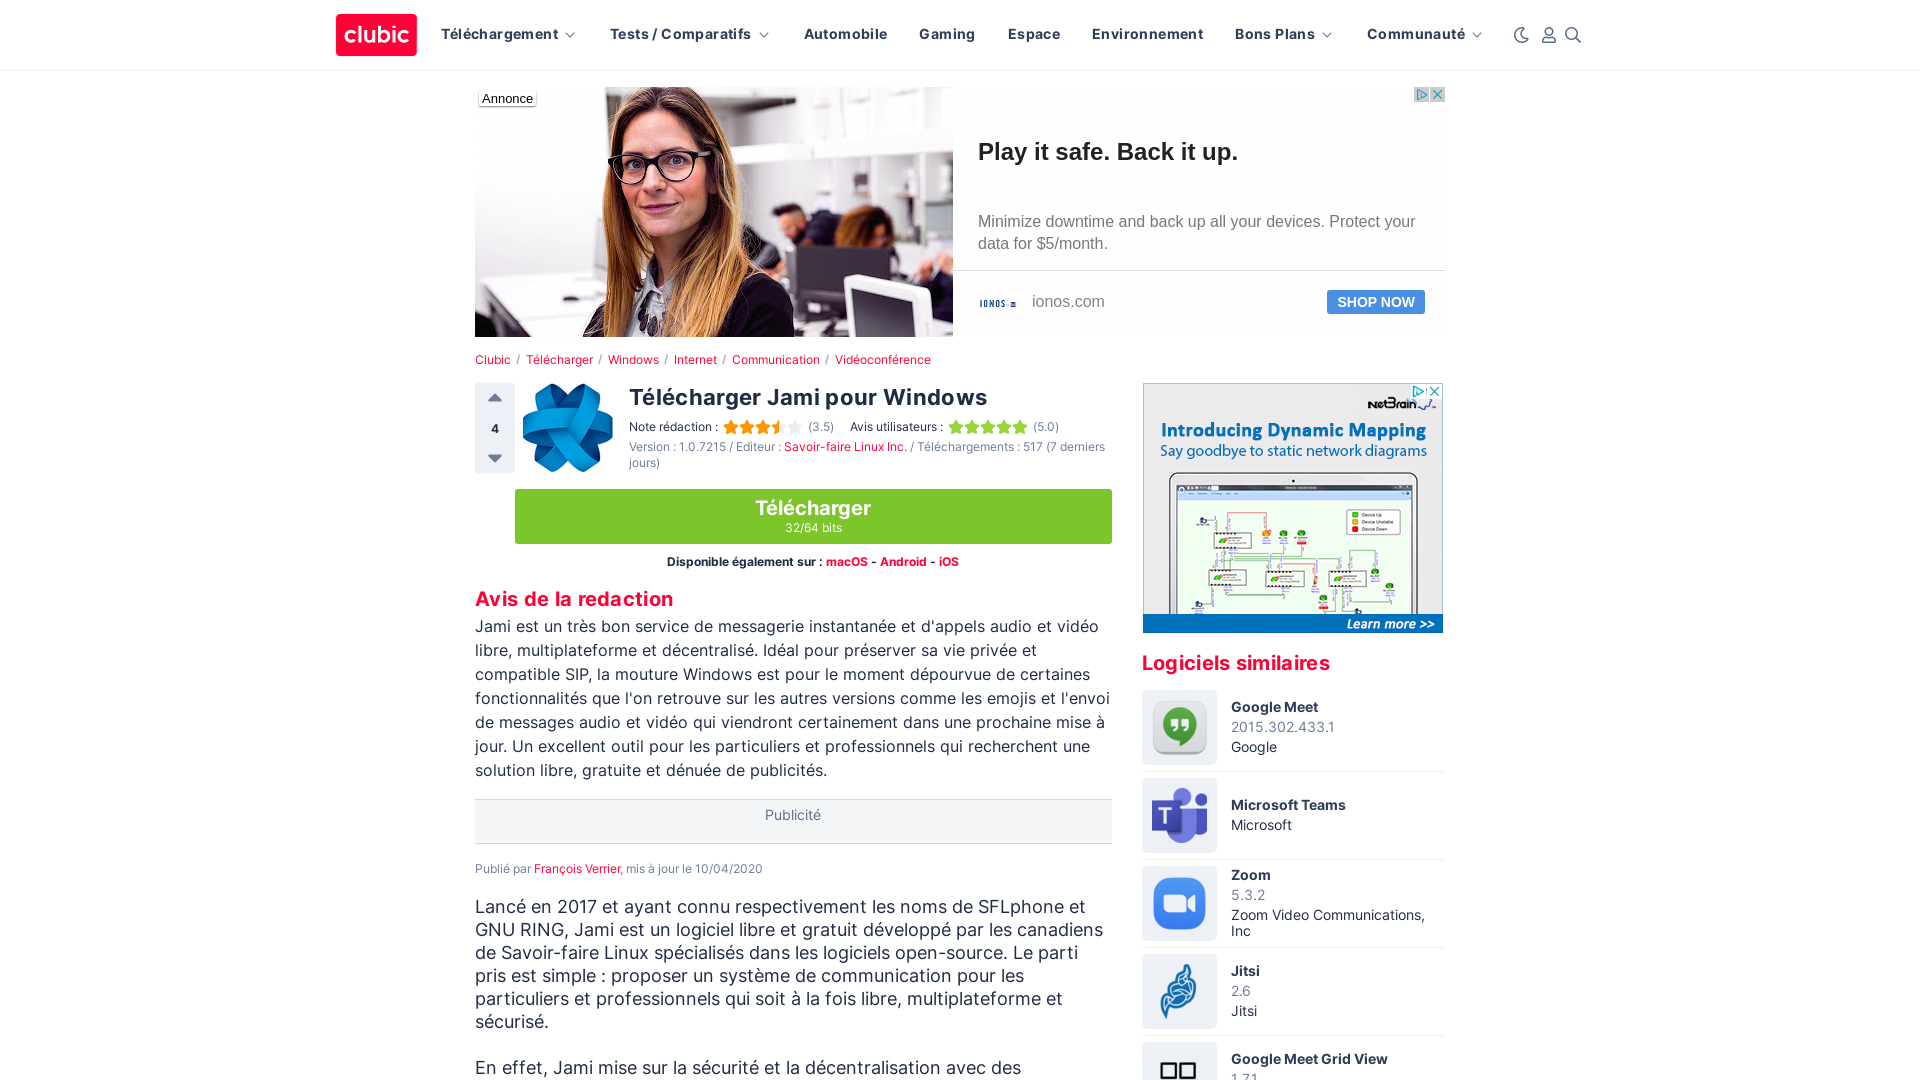 clubic
Téléchargement
Tests / Comparatifs
Automobile
Gaming
Espace
Environnement
Bons Plans
Communauté
Annonce
Play it safe. Back it up.
Minimize downtime and back up all your devices. Protect your
data for $5/month.
IONOS
ionos.com
SHOP NOW
Clubic / Télécharger / Windows / Internet / Communication / Vidéoconférence
4
Télécharger Jami pour Windows
Note rédaction : (3.5) Avis utilisateurs : (5.0)
Version : 1.0.7215 / Editeur : Savoir-faire Linux Inc. / Téléchargements : 517 (7 derniers
jours)
Télécharger
32/64 bits
Disponible également sur : macOS - Android - iOS
Avis de la redaction
Jami est un très bon service de messagerie instantanée et d'appels audio et vidéo
libre, multiplateforme et décentralisé. Idéal pour préserver sa vie privée et
compatible SIP, la mouture Windows est pour le moment dépourvue de certaines
fonctionnalités que l'on retrouve sur les autres versions comme les emojis et l'envoi
de messages audio et vidéo qui viendront certainement dans une prochaine mise à
jour. Un excellent outil pour les particuliers et professionnels qui recherchent une
solution libre, gratuite et dénuée de publicités.
Publicité
Publié par François Verrier, mis à jour le 10/04/2020
Lancé en 2017 et ayant connu respectivement les noms de SFLphone et
GNU RING, Jami est un logiciel libre et gratuit développé par les canadiens
de Savoir-faire Linux spécialisés dans les logiciels open-source. Le parti
pris est simple : proposer un système de communication pour les
particuliers et professionnels qui soit à la fois libre, multiplateforme et
sécurisé.
En effet, Jami mise sur la sécurité et la décentralisation avec des
NetBrain
Introducing Dynamic Mapping
Say goodbye to static network diagrams
Device Up
Device Unstable
Device Down
Learn more >>
Logiciels similaires
Google Meet
2015.302.433.1
Google
Microsoft Teams
Microsoft
Zoom
5.3.2
Zoom Video Communications,
Inc
Jitsi
2.6
Jitsi
Google Meet Grid View
1.71